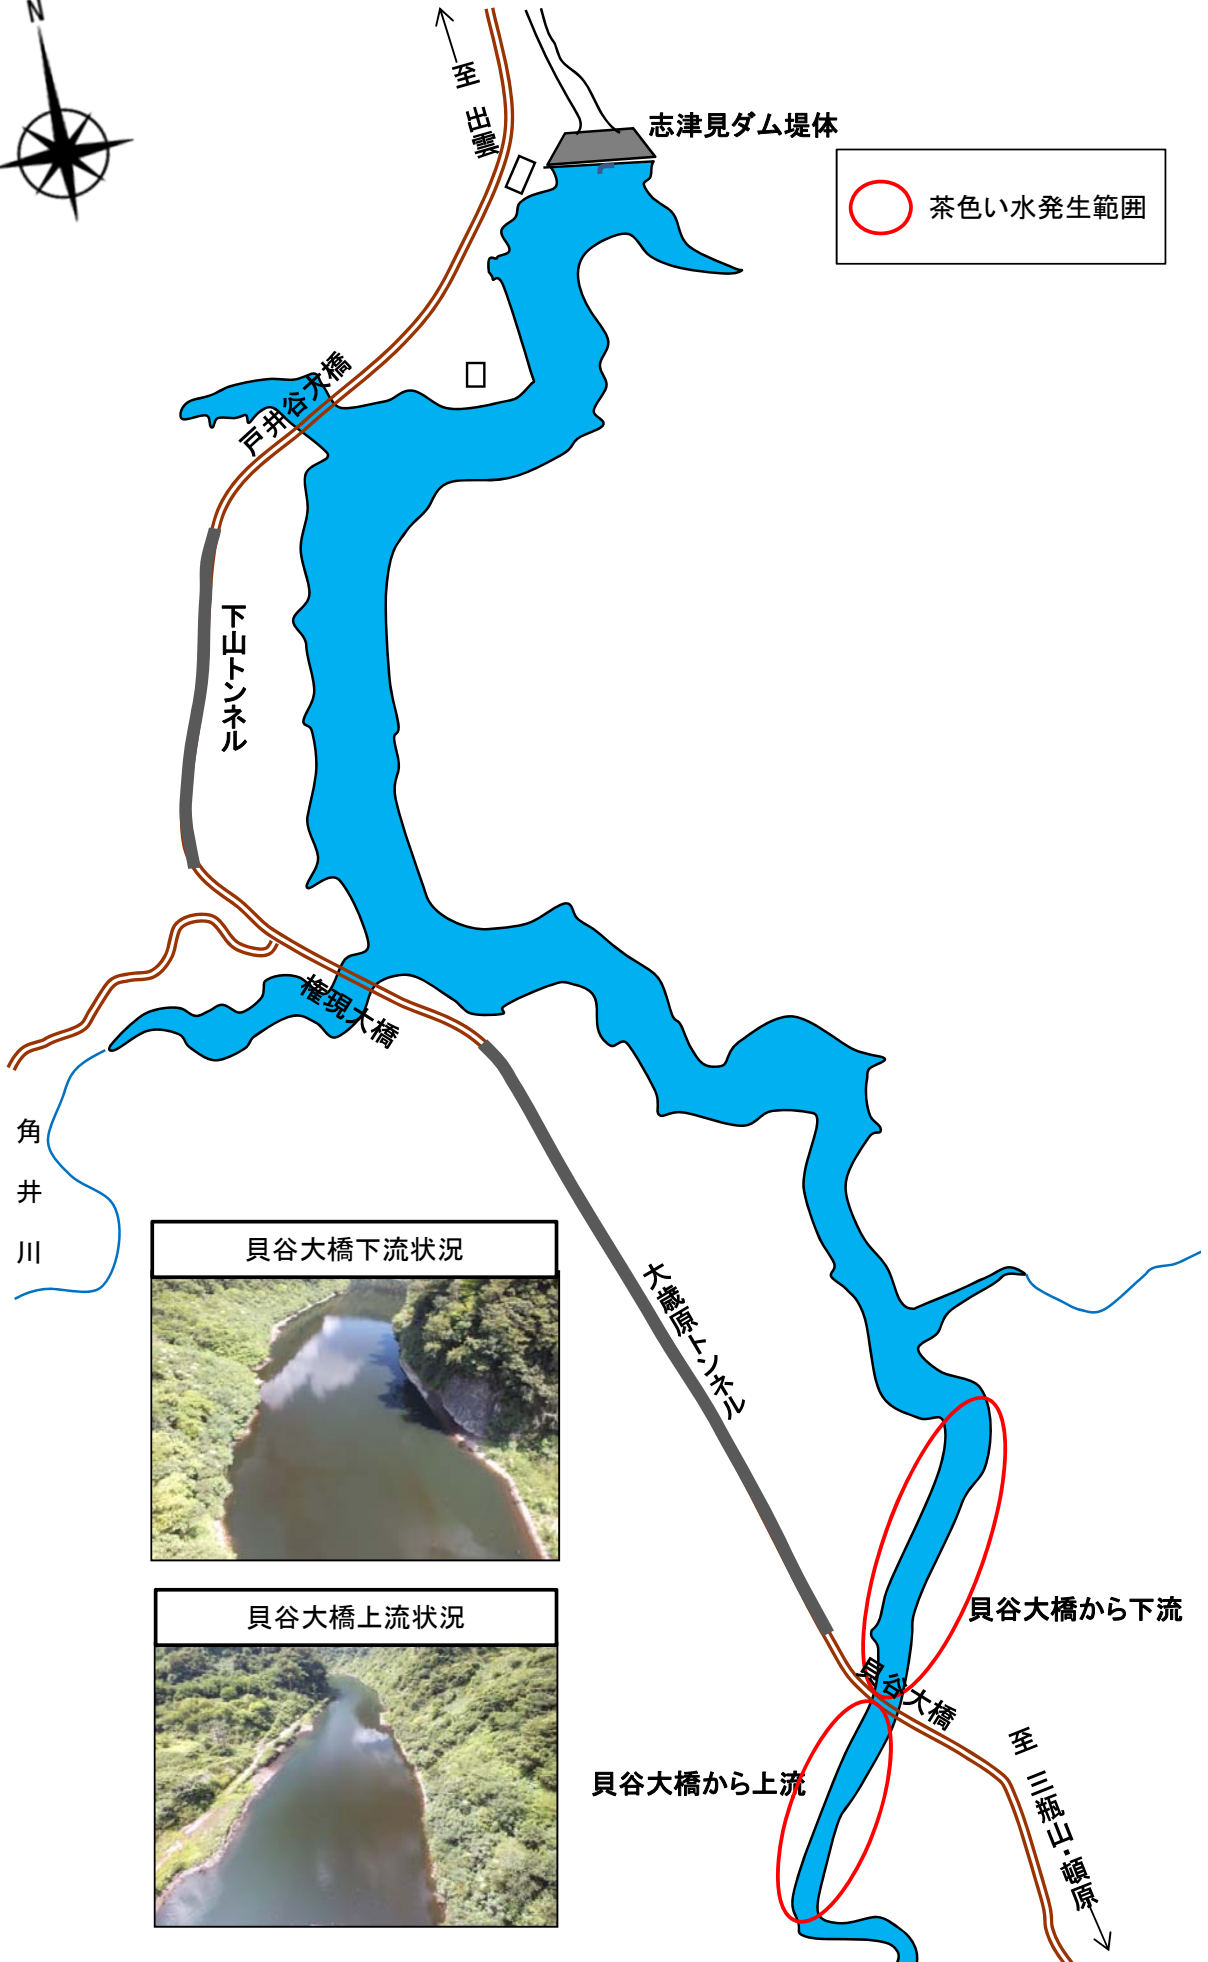 N
至 出雲
志津見ダム堤体
茶色い水発生範囲
戸井谷大橋
下山トンネル
権現大橋
角井川
貝谷大橋下流状況
大歳原トンネル
貝谷大橋上流状況
貝谷大橋から下流
貝谷大橋
貝谷大橋から上流
至 三瓶山・頓原